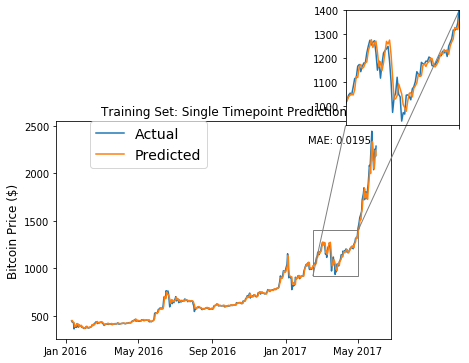 1400
1300
1200
1100
1000
Training Set: Single Timepoint Prediction
Actual
Predicted
MAE: 0.0195
Bitcoin Price ($)
2500
2000
1500
1000
500
Jan 2016
May 2016
Sep 2016
Jan 2017
May 2017